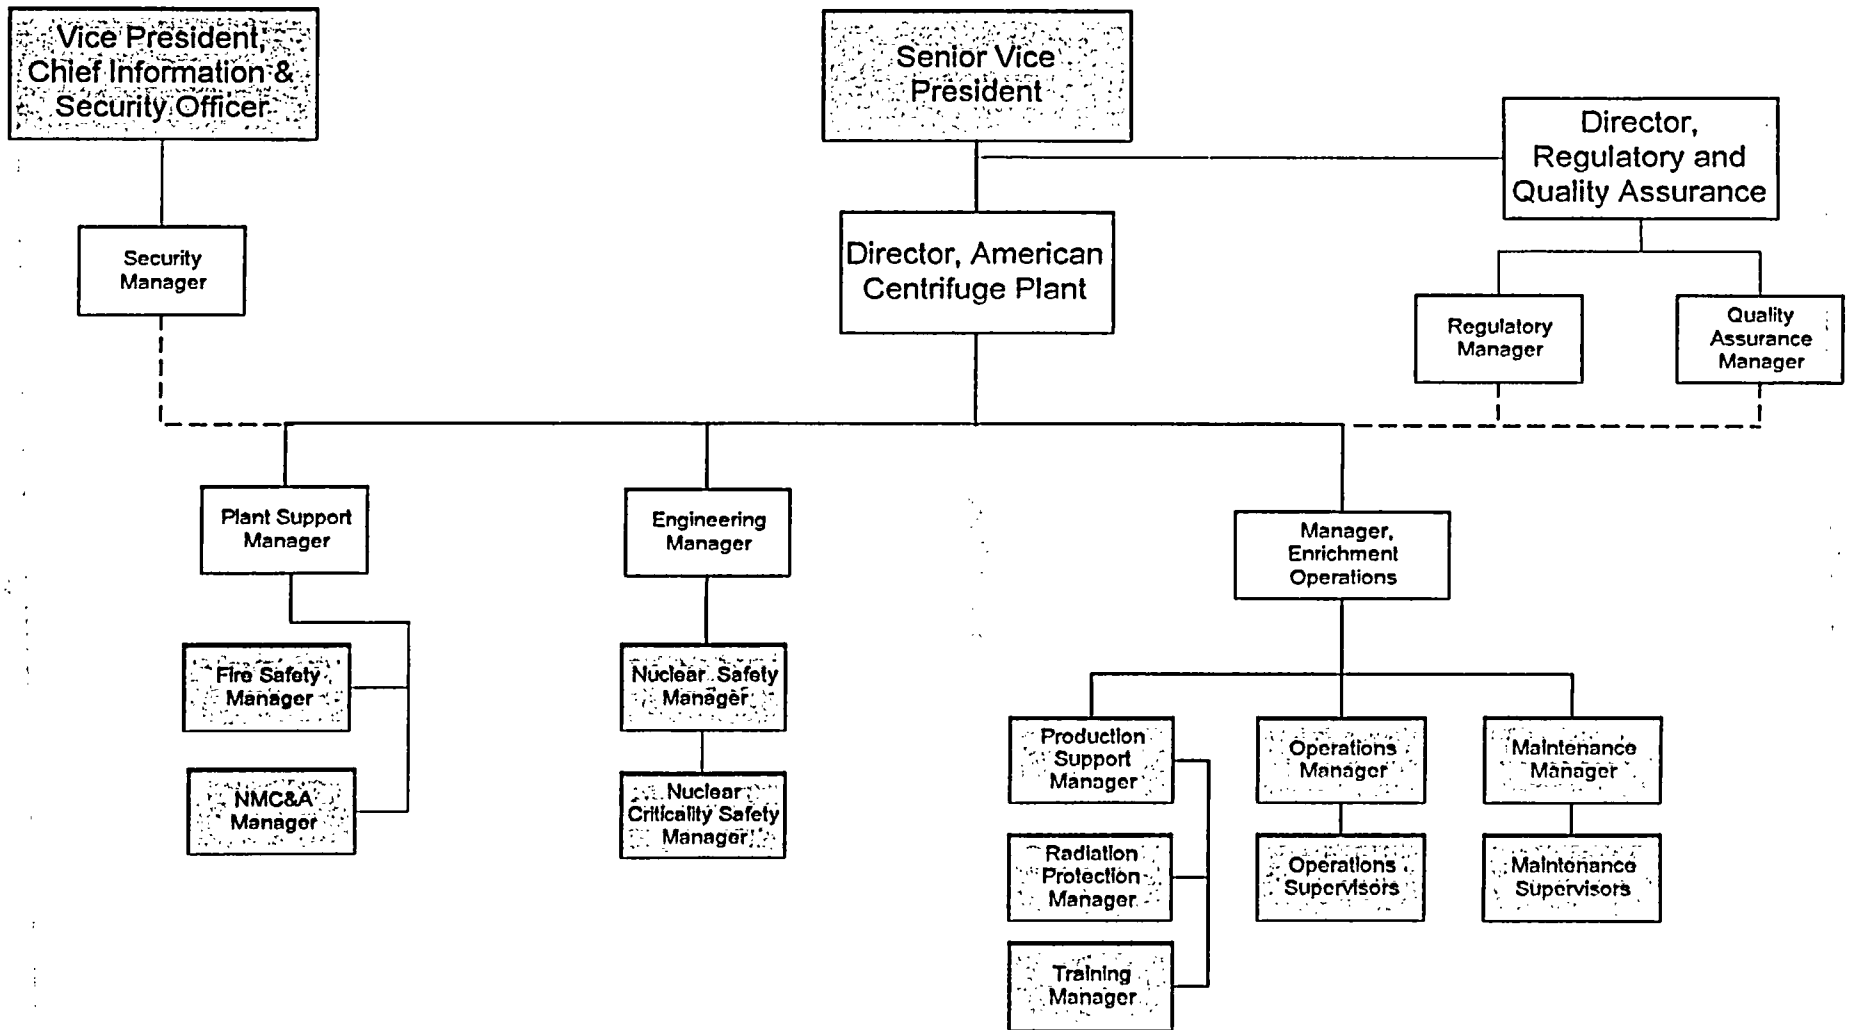 Vice President,
Chief Information &
Security Officer
Senior Vice
President
Director,
Regulatory and
Quality Assurance
Security
Manager
Director, American
Centrifuge Plant
Regulatory
Manager
Quality
Assurance
Manager
Plant Support
Manager
Engineering
Manager
Manager,
Enrichment
Operations
Fire Safety
Manager
Nuclear Safety
Manager
Production
Support
Manager
Operations
Manager
Maintenance
Manager
NMC&A
Manager
Nuclear
Criticality Safety
Manager
Radiation
Protection
Manager
Operations
Supervisors
Maintenance
Supervisors
Training
Manager